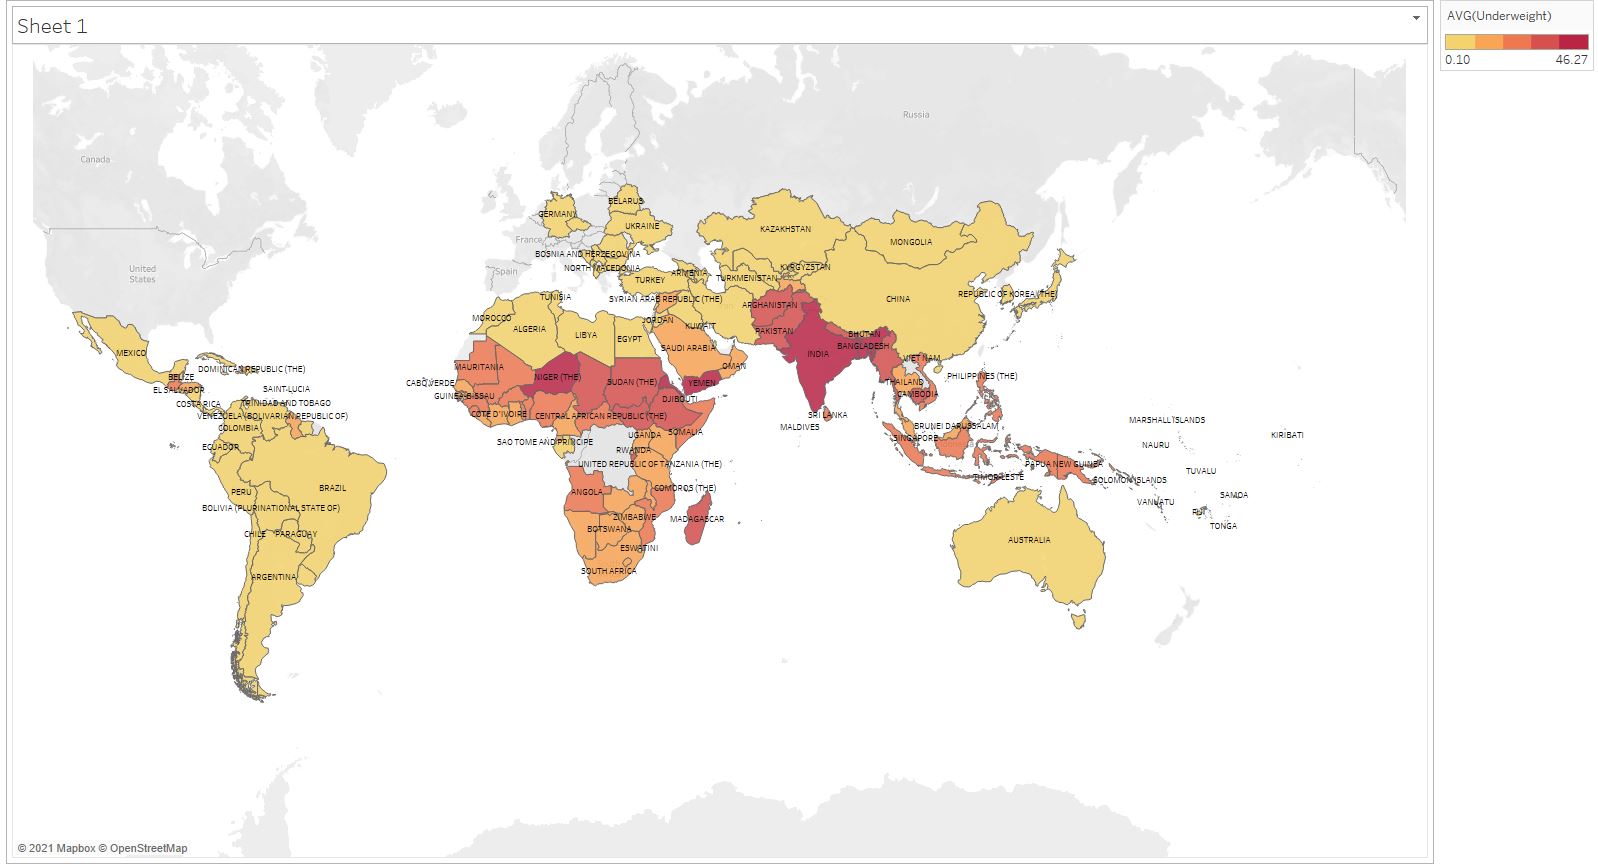 Sheet 1
AVG(Underweight)
0.10
46.27
Russia
Canada
BELARUS
GERMANY
UKRAINE
KAZAKHSTAN
France
MONGOLIA
BOSNIA AND HERZEGOVINA
NORTH MACEDONIA
KYRGYZSTAN
United
States
Spain
ARMENIA
TURKEY
TURKMENISTAN
REPUBLIC OF KOREA (THE)
TUNISIA
SYRIAN ARAB REPUBLIC (THE)
CHINA
AFGHANISTAN
MOROCCO
JORDAN
KUWAIT
ALGERIA
LIBYA
EGYPT
PAKISTAN
BHUTAN
SAUDI ARABIA
BANGLADESH
MEXICO
INDIA
VIET NAM
OMAN
MAURITANIA
DOMINICAN REPUBLIC (THE)
BELIZE
NIGER (THE)
SUDAN (THE)
YEMEN
THAILAND
PHILIPPINES (THE)
CABO VERDE
EL SALVADOR
SAINT-LUCIA
GUINEA-BISSAU
DJIBOUTI
CAMBODIA
COSTA RICA
TRINIDAD AND TOBAGO
VENEZUELA (BOLIVARIAN REPUBLIC OF)
COTE D'IVOIRE
CENTRAL AFRICAN REPUBLIC (THE)
SRI LANKA
MALDIVES
MARSHALL ISLANDS
COLOMBIA
BRUNEI DARUSSALAM
SOMALIA
UGANDA
SINGAPORE
KIRIBATI
ECUADOR
SAO TOME AND PRINCIPE
NAURU
RWANDA
UNITED REPUBLIC OF TANZANIA (THE)
PAPUA NEW GUINEA
TUVALU
TIMOR-LESTE
SOLOMON ISLANDS
BRAZIL
PERU
ANGOLA
COMOROS (THE)
SAMOA
VANUATU
BOLIVIA (PLURINATIONAL STATE OF)
FIJI
ZIMBABWE
MADAGASCAR
TONGA
BOTSWANA
CHILE
PARAGUAY
AUSTRALIA
ESWATINI
SOUTH AFRICA
ARGENTINA
© 2021 Mapbox © OpenStreetMap